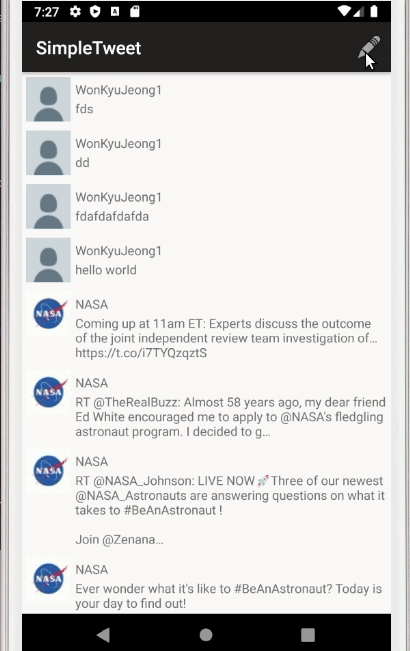 7:27
SimpleTweet
WonKyuJeong1
fds
WonKyuJeong1
dd
WonKyuJeong1
fdafdafdafda
WonKyuJeong1
hello world
NASA
NASA
Coming up at 11am ET: Experts discuss the outcome
of the joint independent review team investigation of...
https://t.co/i7TYQzqztS
NASA
NASA
RT @TheRealBuzz: Almost 58 years ago, my dear friend
Ed White encouraged me to apply to @NASA's fledgling
astronaut program. I decided to g...
NASA
NASA
RT @NASA_Johnson: LIVE NOW 🚀Three of our newest
@NASA_Astronauts are answering questions on what it
takes to #BeAnAstronaut !
Join @Zenana...
NASA
NASA
Ever wonder what it's like to #BeAnAstronaut? Today is
your day to find out!